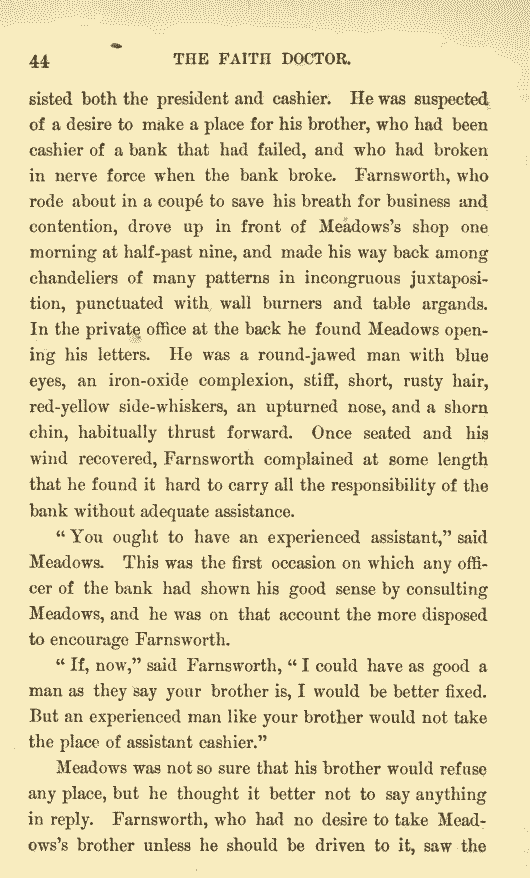 44 THE FAITH DOCTOR.
sisted both the president and cashier. He was suspected
of a desire to make a place for his brother, who had been
cashier of a bank that had failed, and who had broken
in nerve force when the bank broke. Farnsworth, who
rode about in a coupé to save his breath for business and
contention, drove up in front of Meadows's shop one
morning at half-past nine, and made his way back among
chandeliers of many patterns in incongruous juxtaposi-
tion, punctuated with wall burners and table argands.
In the private office at the back he found Meadows open-
ing his letters. He was a round-jawed man with blue
eyes, an iron-oxide complexion, stiff, short, rusty hair,
red-yellow side-whiskers, an upturned nose, and a shorn
chin, habitually thrust forward. Once seated and his
wind recovered, Farnsworth complained at some length
that he found it hard to carry all the responsibility of the
bank without adequate assistance.
“You ought to have an experienced assistant,” said
Meadows. This was the first occasion on which any offi-
cer of the bank had shown his good sense by consulting
Meadows, and he was on that account the more disposed
to encourage Farnsworth.
“If, now,” said Farnsworth, “I could have as good a
man as they say your brother is, I would be better fixed.
But an experienced man like your brother would not take
the place of assistant cashier.”
Meadows was not so sure that his brother would refuse
any place, but he thought it better not to say anything
in reply. Farnsworth, who had no desire to take Mead-
ows's brother unless he should be driven to it, saw the